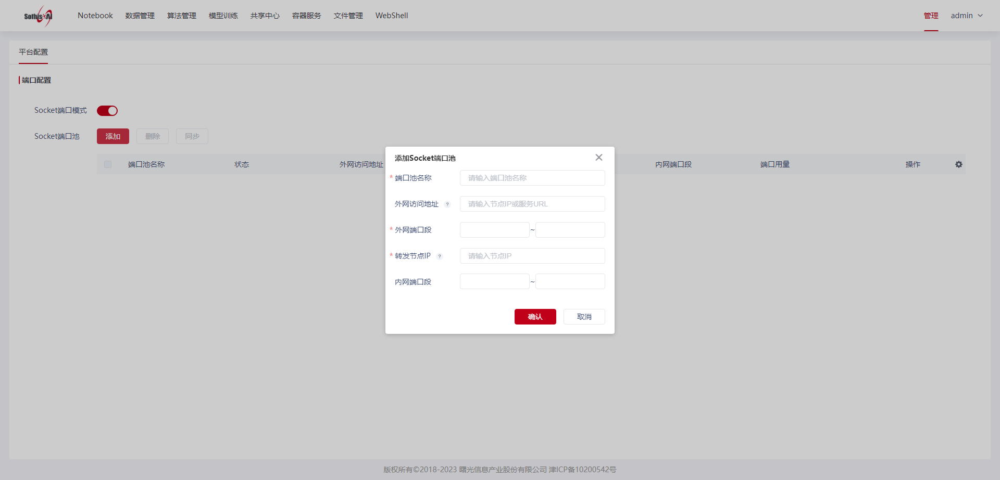 SothisAI Notebook 数据管理 算法管理 模型训练 共享中心 容器服务 文件管理 WebShell 管理 admin
平台配置
端口配置
Socket端口模式
Socket端口池 添加 删除 同步
端口池名称 状态 外网访问地址 内网端口段 端口用量 操作
添加Socket端口池
* 端口池名称 请输入端口池名称
外网访问地址 ? 请输入节点IP或服务URL
* 外网端口段 ~
* 转发节点IP ? 请输入节点IP
内网端口段 ~
确认 取消
版权所有©2018-2023 曙光信息产业股份有限公司 津ICP备10200542号